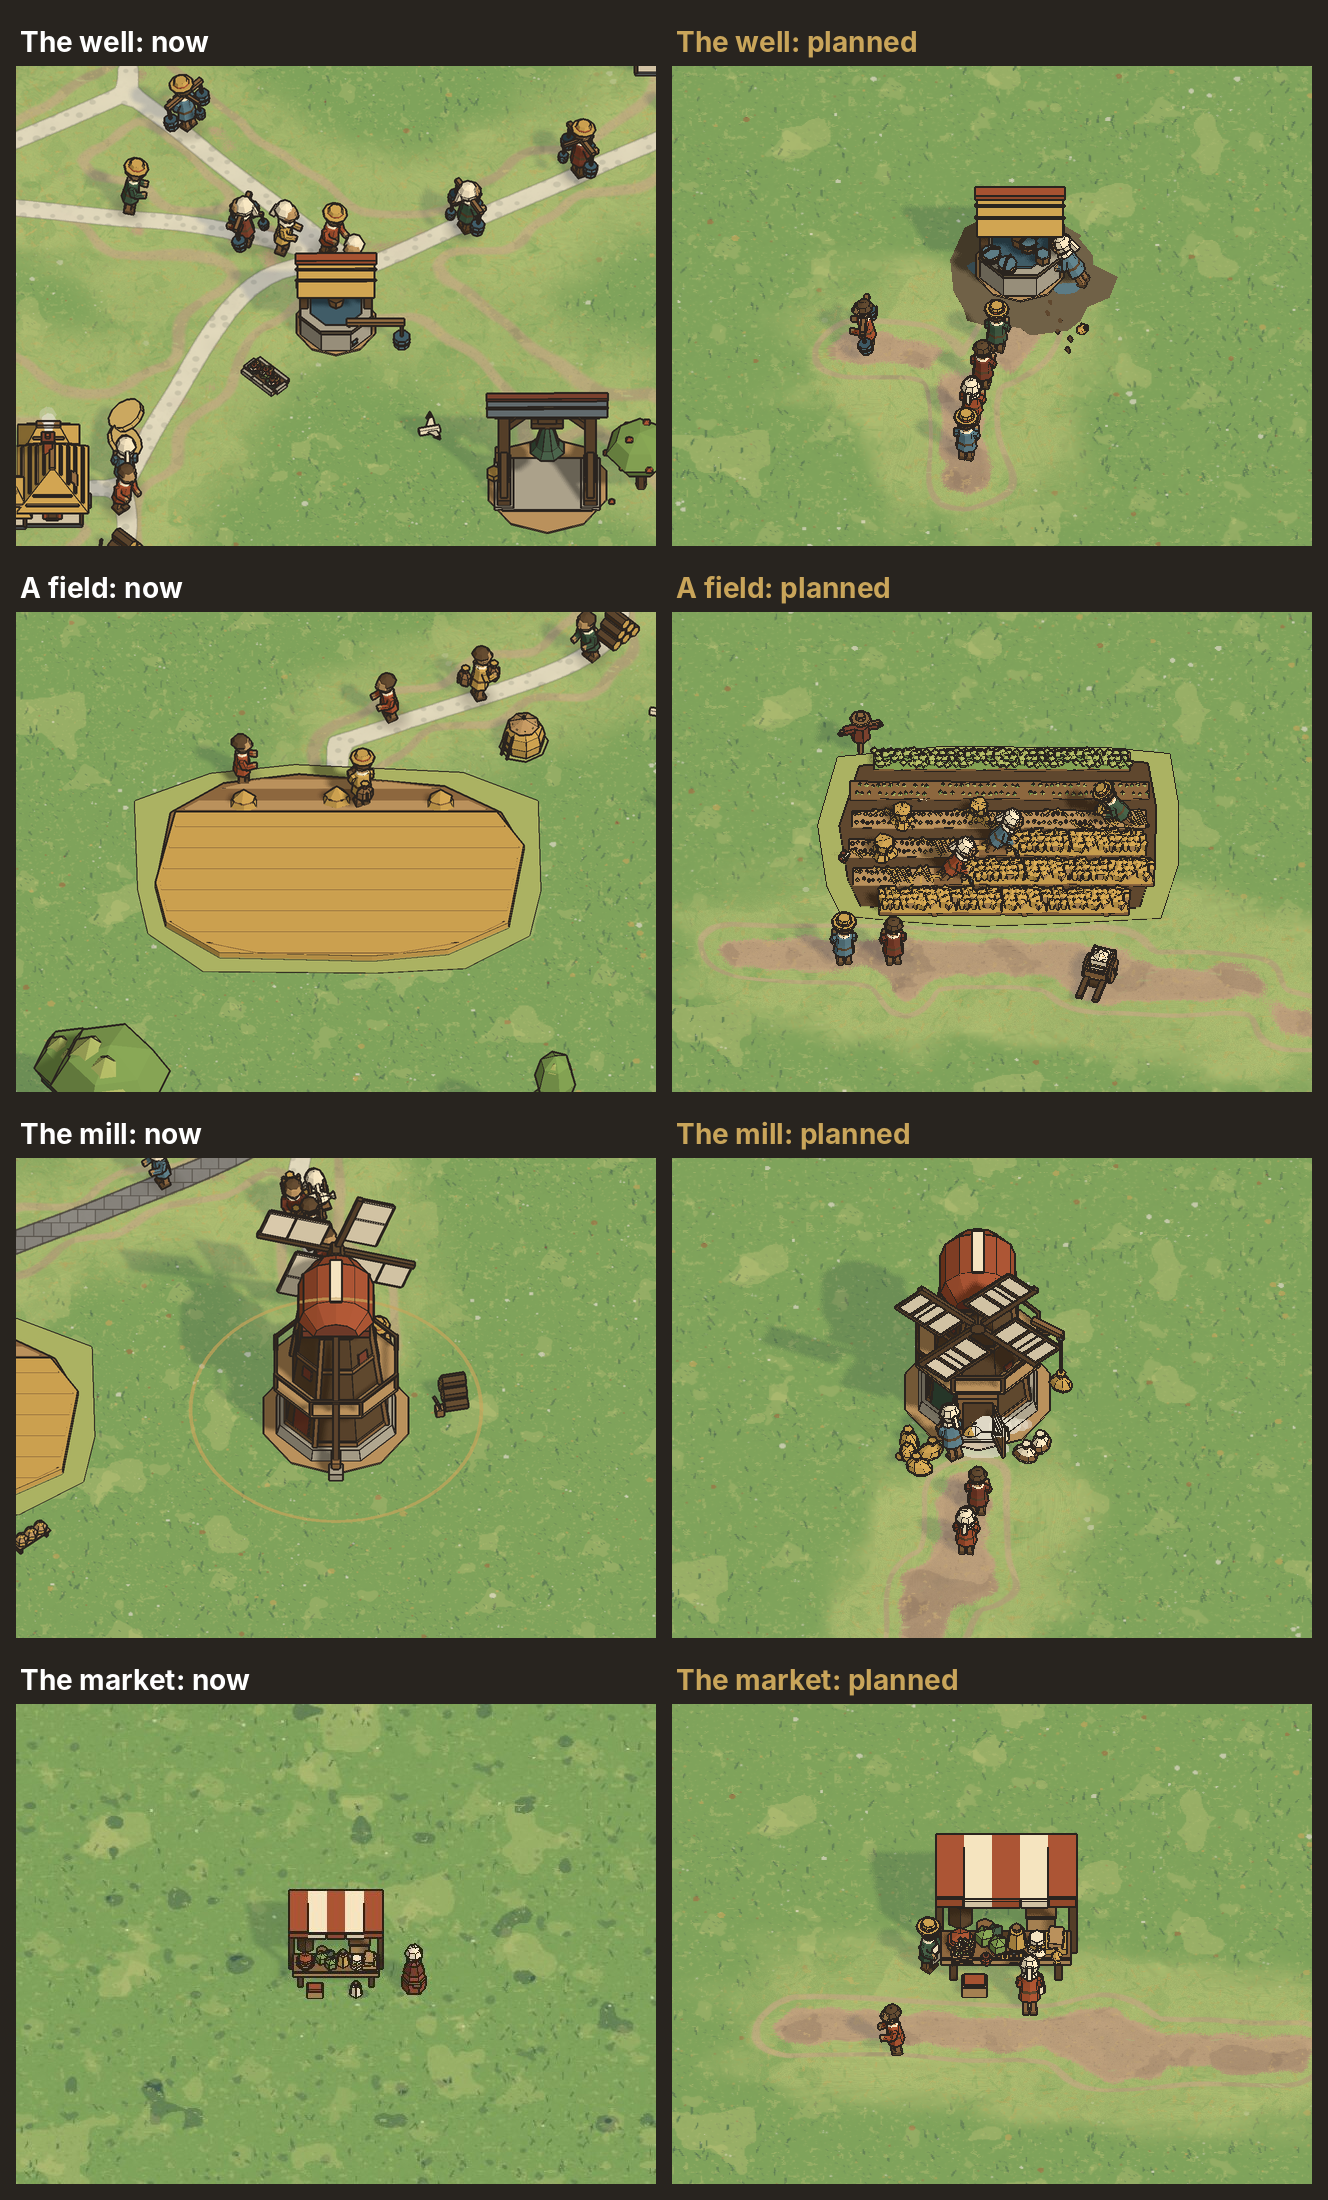 The well: now
The well: planned
A field: now
A field: planned
The mill: now
The mill: planned
The market: now
The market: planned